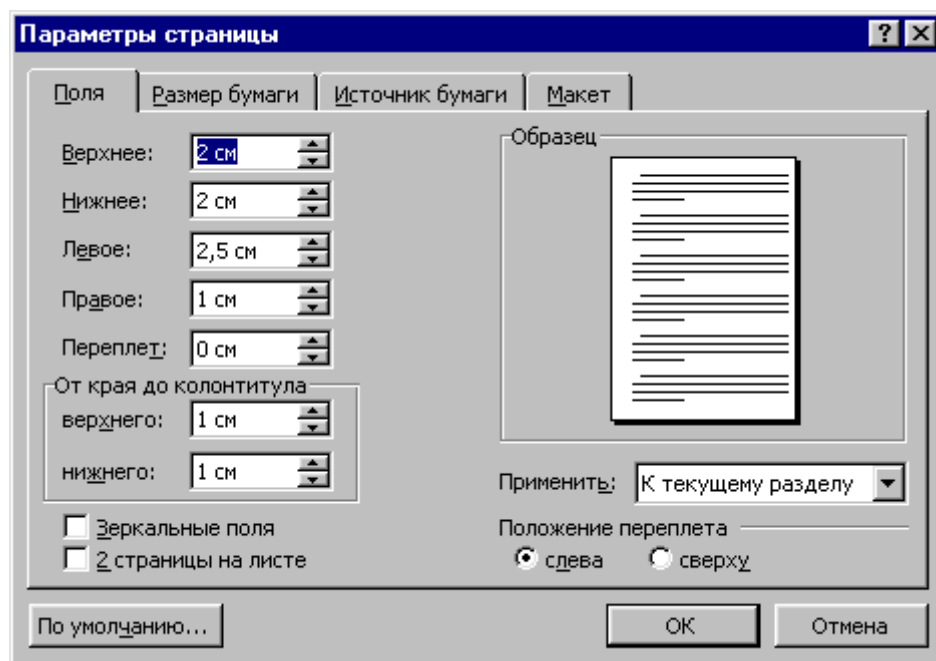 Параметры страницы
Поля Размер бумаги Источник бумаги Макет
Верхнее: 2 см
Нижнее: 2 см
Левое: 2,5 см
Правое: 1 см
Переплет: 0 см
От края до колонтитула
верхнего: 1 см
нижнего: 1 см
Зеркальные поля
2 страницы на листе
Образец
Применить: К текущему разделу
Положение переплета
слева сверху
По умолчанию... ОК Отмена